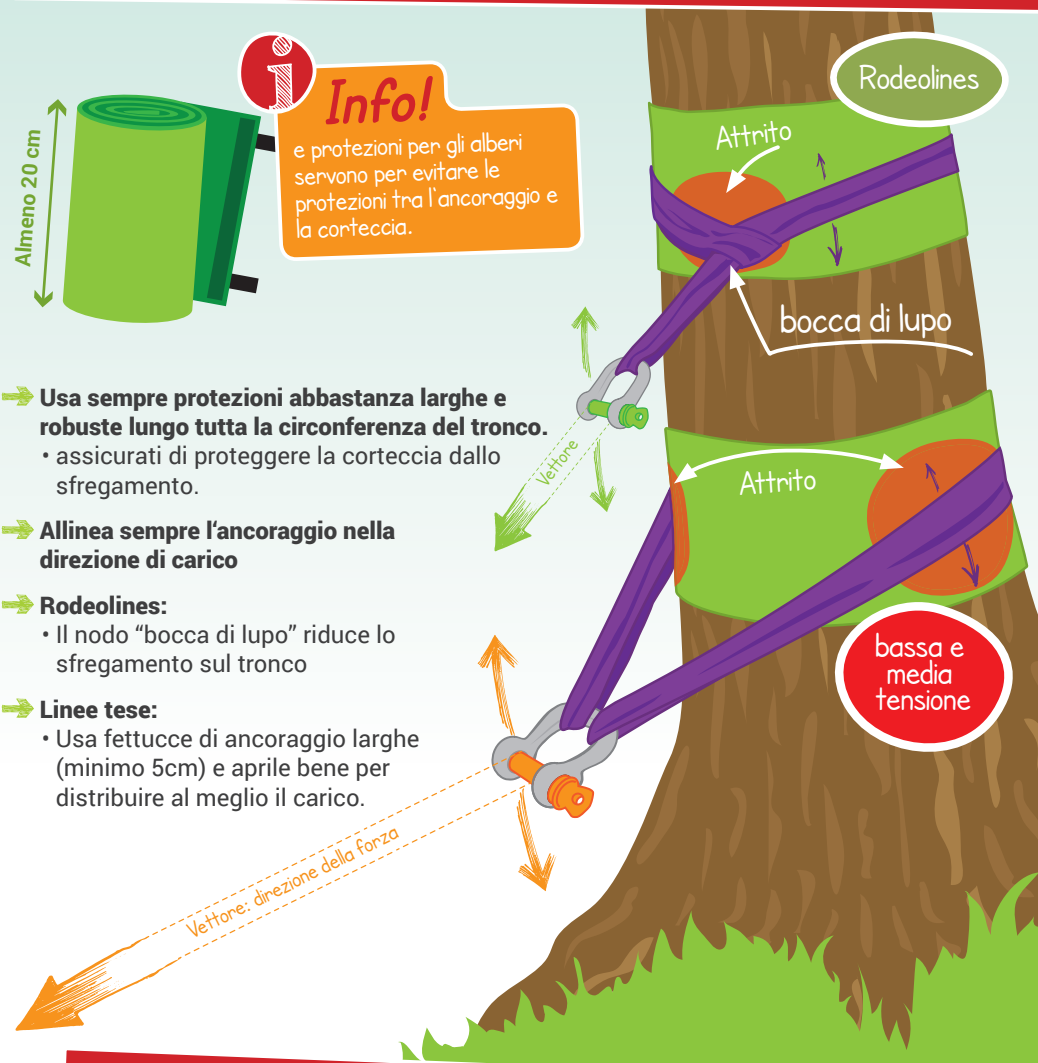 Almeno 20 cm
i
Info!
e protezioni per gli alberi
servono per evitare le
protezioni tra l'ancoraggio e
la corteccia.
Rodeolines
Attrito
bocca di lupo
Vettore
Usa sempre protezioni abbastanza larghe e
robuste lungo tutta la circonferenza del tronco.
• assicurati di proteggere la corteccia dallo
sfregamento.
Allinea sempre l'ancoraggio nella
direzione di carico
Rodeolines:
• Il nodo “bocca di lupo” riduce lo
sfregamento sul tronco
Linee tese:
• Usa fettucce di ancoraggio larghe
(minimo 5cm) e aprile bene per
distribuire al meglio il carico.
Attrito
bassa e
media
tensione
Vettore: direzione della forza